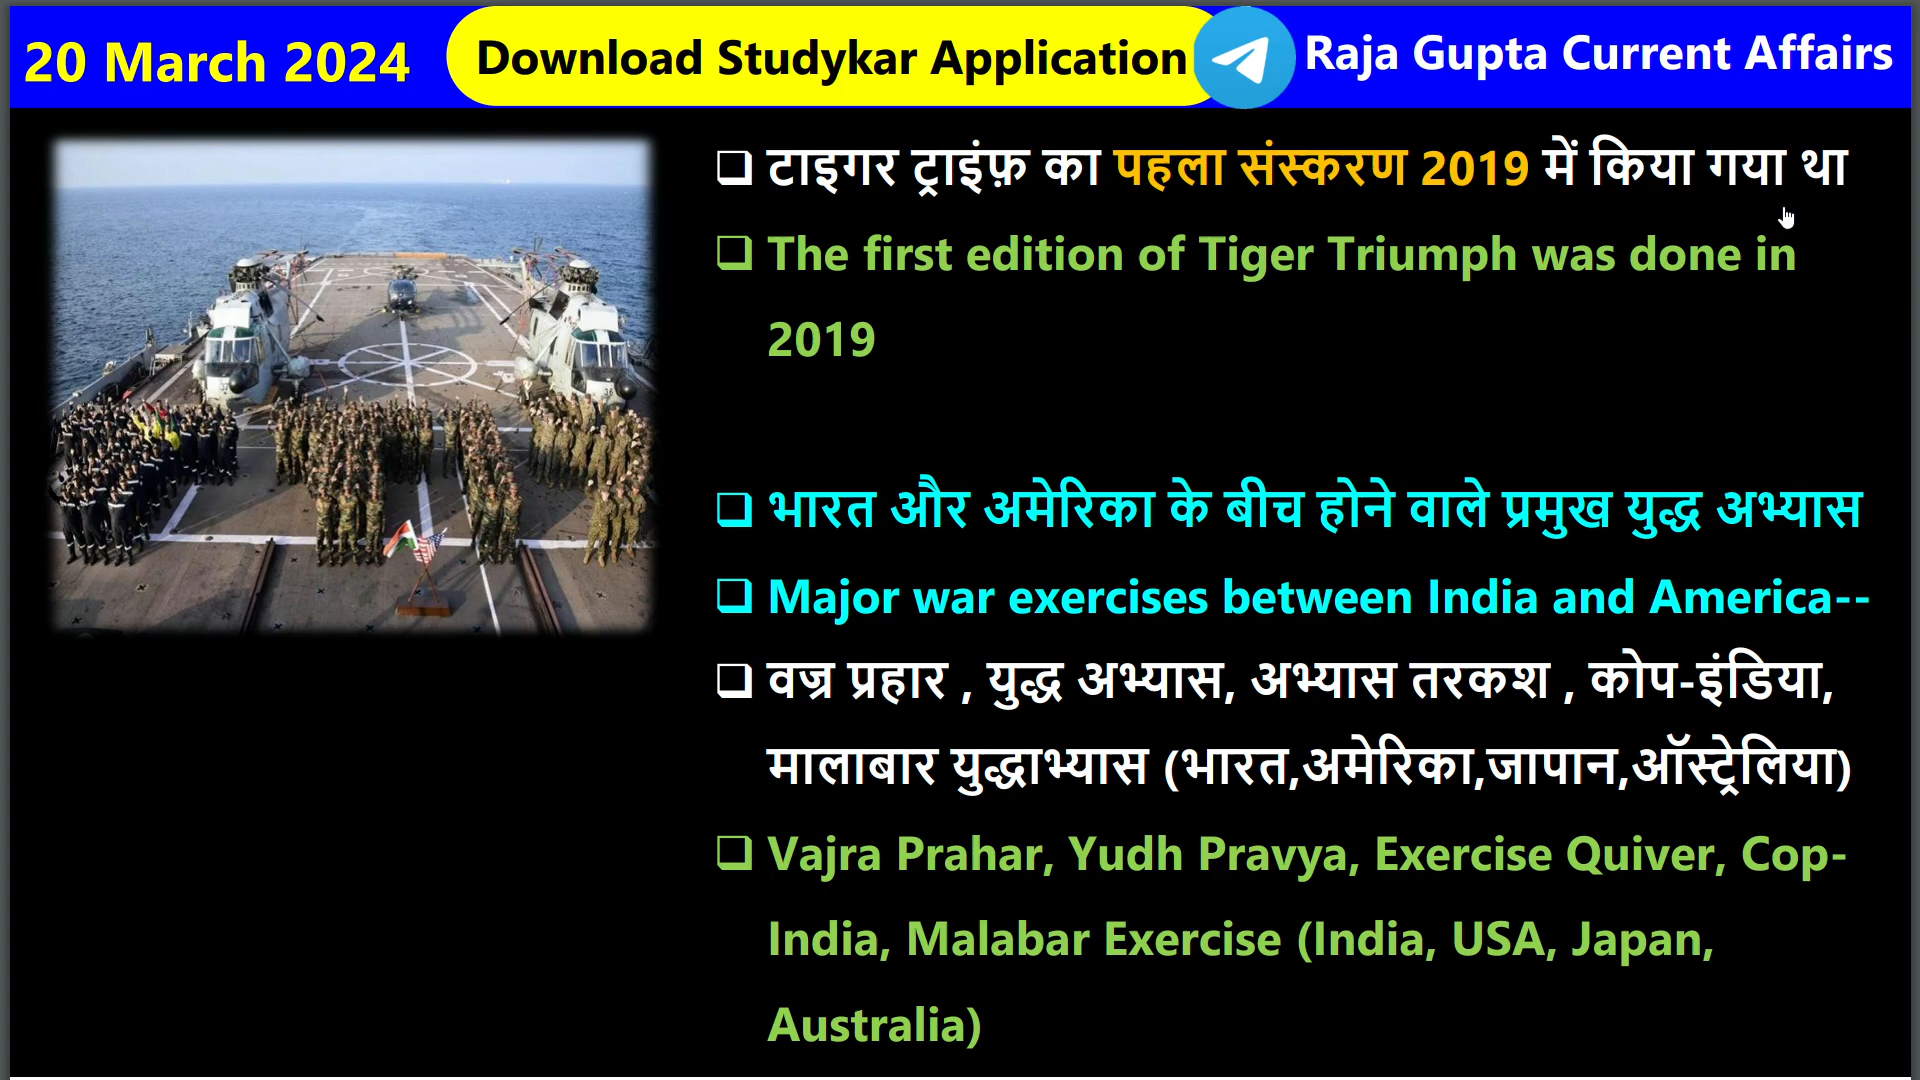 20 March 2024
Download Studykar Application
Raja Gupta Current Affairs
टाइगर ट्राइंफ़ का पहला संस्करण 2019 में किया गया था
The first edition of Tiger Triumph was done in
2019
भारत और अमेरिका के बीच होने वाले प्रमुख युद्ध अभ्यास
Major war exercises between India and America--
वज्र प्रहार , युद्ध अभ्यास, अभ्यास तरकश , कोप-इंडिया,
मालाबार युद्धाभ्यास (भारत,अमेरिका,जापान,ऑस्ट्रेलिया)
Vajra Prahar, Yudh Pravya, Exercise Quiver, Cop-
India, Malabar Exercise (India, USA, Japan,
Australia)